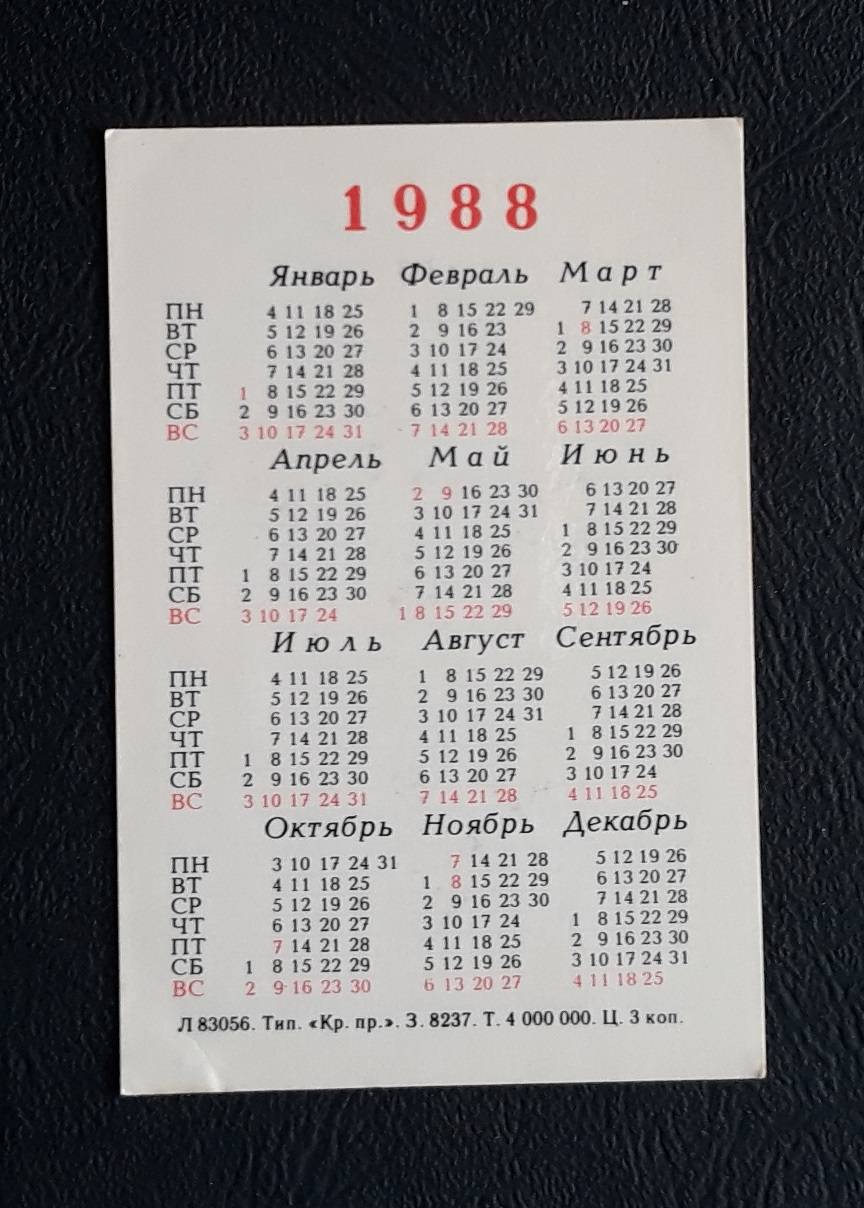 1988
Январь Февраль Март
ПН 4 11 18 25 1 8 15 22 29 7 14 21 28
ВТ 5 12 19 26 2 9 16 23 1 8 15 22 29
СР 6 13 20 27 3 10 17 24 2 9 16 23 30
ЧТ 7 14 21 28 4 11 18 25 3 10 17 24 31
ПТ 1 8 15 22 29 5 12 19 26 4 11 18 25
СБ 2 9 16 23 30 6 13 20 27 5 12 19 26
ВС 3 10 17 24 31 7 14 21 28 6 13 20 27
Апрель Май Июнь
ПН 4 11 18 25 2 9 16 23 30 6 13 20 27
ВТ 5 12 19 26 3 10 17 24 31 7 14 21 28
СР 6 13 20 27 4 11 18 25 1 8 15 22 29
ЧТ 7 14 21 28 5 12 19 26 2 9 16 23 30
ПТ 1 8 15 22 29 6 13 20 27 3 10 17 24
СБ 2 9 16 23 30 7 14 21 28 4 11 18 25
ВС 3 10 17 24 1 8 15 22 29 5 12 19 26
Июль Август Сентябрь
ПН 4 11 18 25 1 8 15 22 29 5 12 19 26
ВТ 5 12 19 26 2 9 16 23 30 6 13 20 27
СР 6 13 20 27 3 10 17 24 31 7 14 21 28
ЧТ 7 14 21 28 4 11 18 25 1 8 15 22 29
ПТ 1 8 15 22 29 5 12 19 26 2 9 16 23 30
СБ 2 9 16 23 30 6 13 20 27 3 10 17 24
ВС 3 10 17 24 31 7 14 21 28 4 11 18 25
Октябрь Ноябрь Декабрь
ПН 3 10 17 24 31 7 14 21 28 5 12 19 26
ВТ 4 11 18 25 1 8 15 22 29 6 13 20 27
СР 5 12 19 26 2 9 16 23 30 7 14 21 28
ЧТ 6 13 20 27 3 10 17 24 1 8 15 22 29
ПТ 7 14 21 28 4 11 18 25 2 9 16 23 30
СБ 1 8 15 22 29 5 12 19 26 3 10 17 24 31
ВС 2 9 16 23 30 6 13 20 27 4 11 18 25
Л 83056. Тип. «Кр. пр.». З. 8237. Т. 4 000 000. Ц. 3 коп.